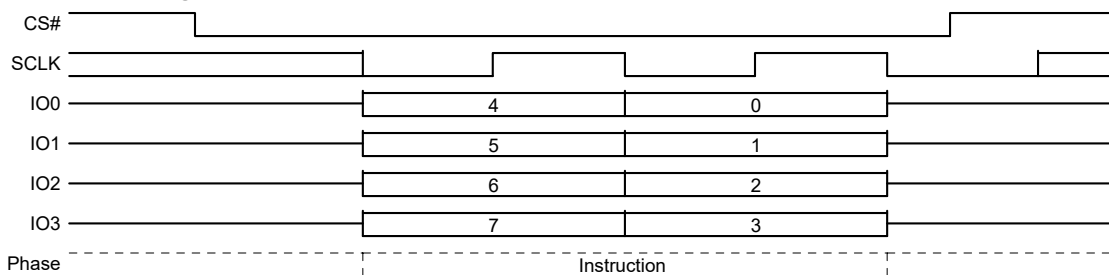 CS#
SCLK
IO0 4 0
IO1 5 1
IO2 6 2
IO3 7 3
Phase Instruction